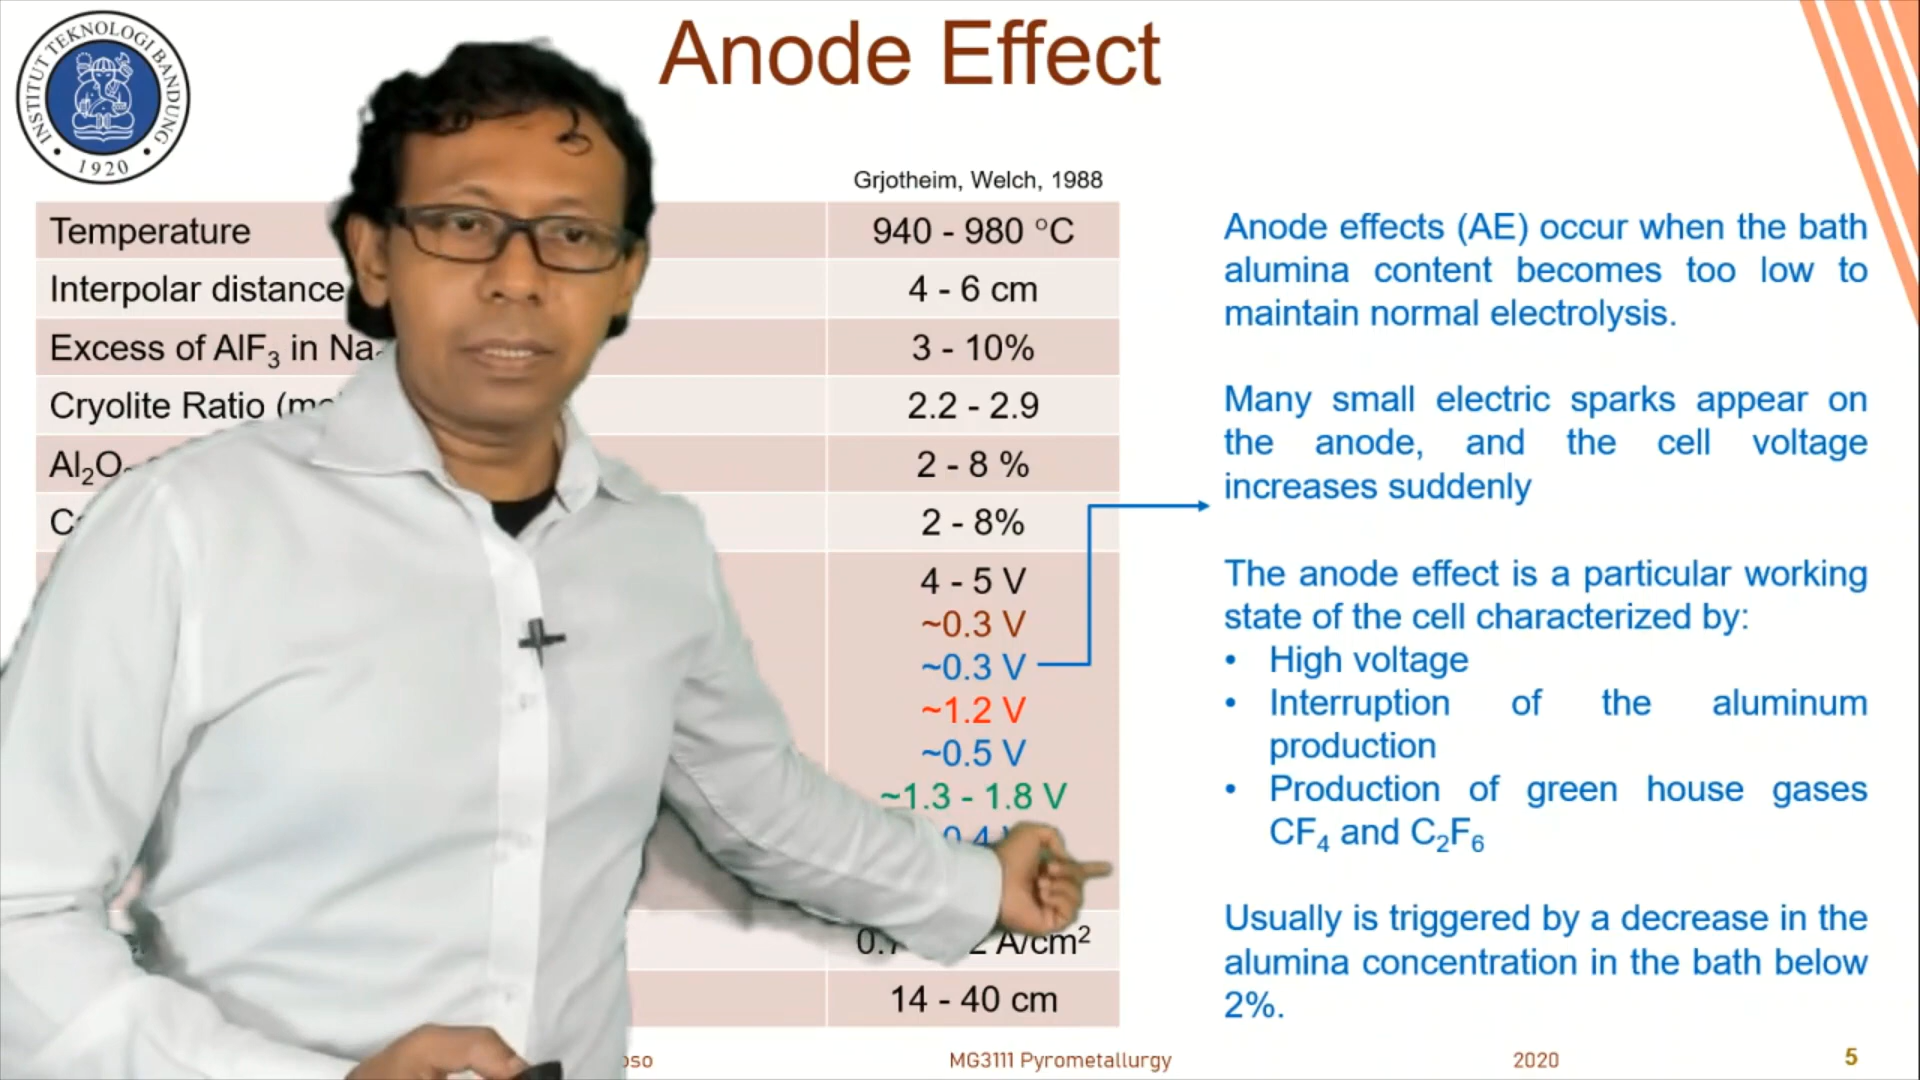 Anode Effect
INSTITUT TEKNOLOGI BANDUNG
1920
Grjotheim, Welch, 1988
Temperature 940 - 980 °C
Interpolar distance 4 - 6 cm
Excess of AlF₃ in 3 - 10%
Cryolite Ratio 2.2 - 2.9
2 - 8 %
2 - 8%
4 - 5 V
~0.3 V
~0.3 V
~1.2 V
~0.5 V
~1.3 - 1.8 V
A/cm²
14 - 40 cm
Anode effects (AE) occur when the bath
alumina content becomes too low to
maintain normal electrolysis.
Many small electric sparks appear on
the anode, and the cell voltage
increases suddenly
The anode effect is a particular working
state of the cell characterized by:
• High voltage
• Interruption of the aluminum
production
• Production of green house gases
CF₄ and C₂F₆
Usually is triggered by a decrease in the
alumina concentration in the bath below
2%.
MG3111 Pyrometallurgy
2020
5